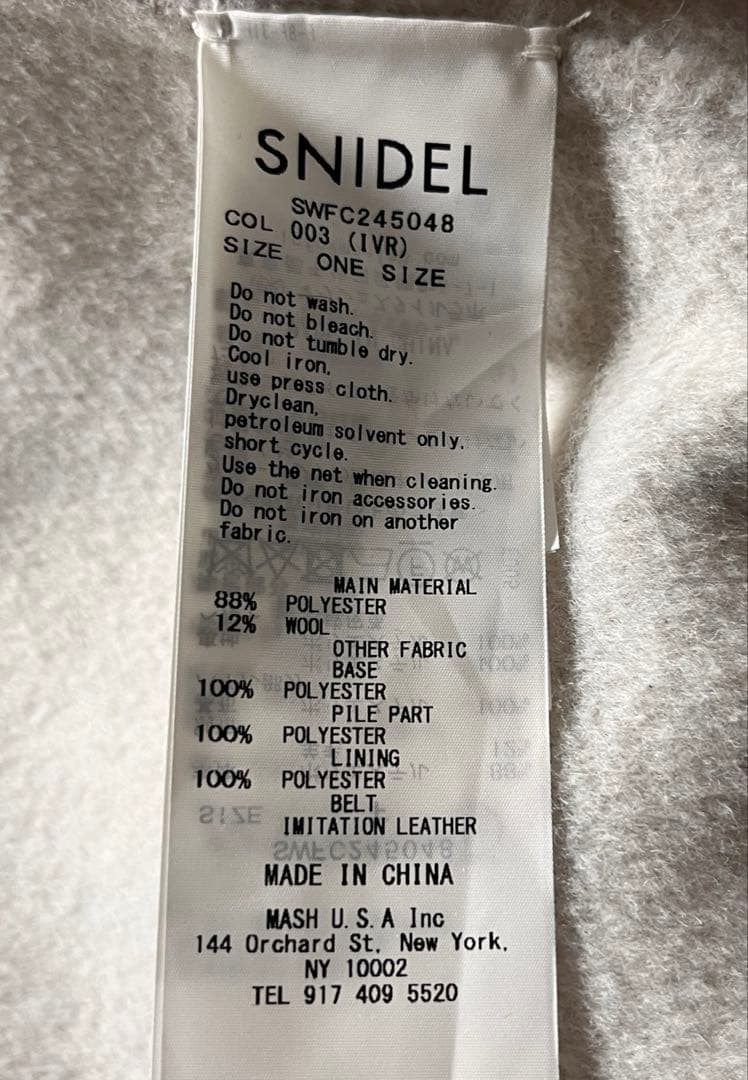 SNIDEL
SWFC245048
COL 003 (IVR)
SIZE ONE SIZE
Do not wash.
Do not bleach.
Do not tumble dry.
Cool iron,
use press cloth.
Dryclean,
petroleum solvent only,
short cycle.
Use the net when cleaning.
Do not iron accessories.
Do not iron on another
fabric.
MAIN MATERIAL
88% POLYESTER
12% WOOL
OTHER FABRIC
BASE
100% POLYESTER
PILE PART
100% POLYESTER
LINING
100% POLYESTER
BELT
IMITATION LEATHER
MADE IN CHINA
MASH U.S.A Inc
144 Orchard St. New York,
NY 10002
TEL 917 409 5520